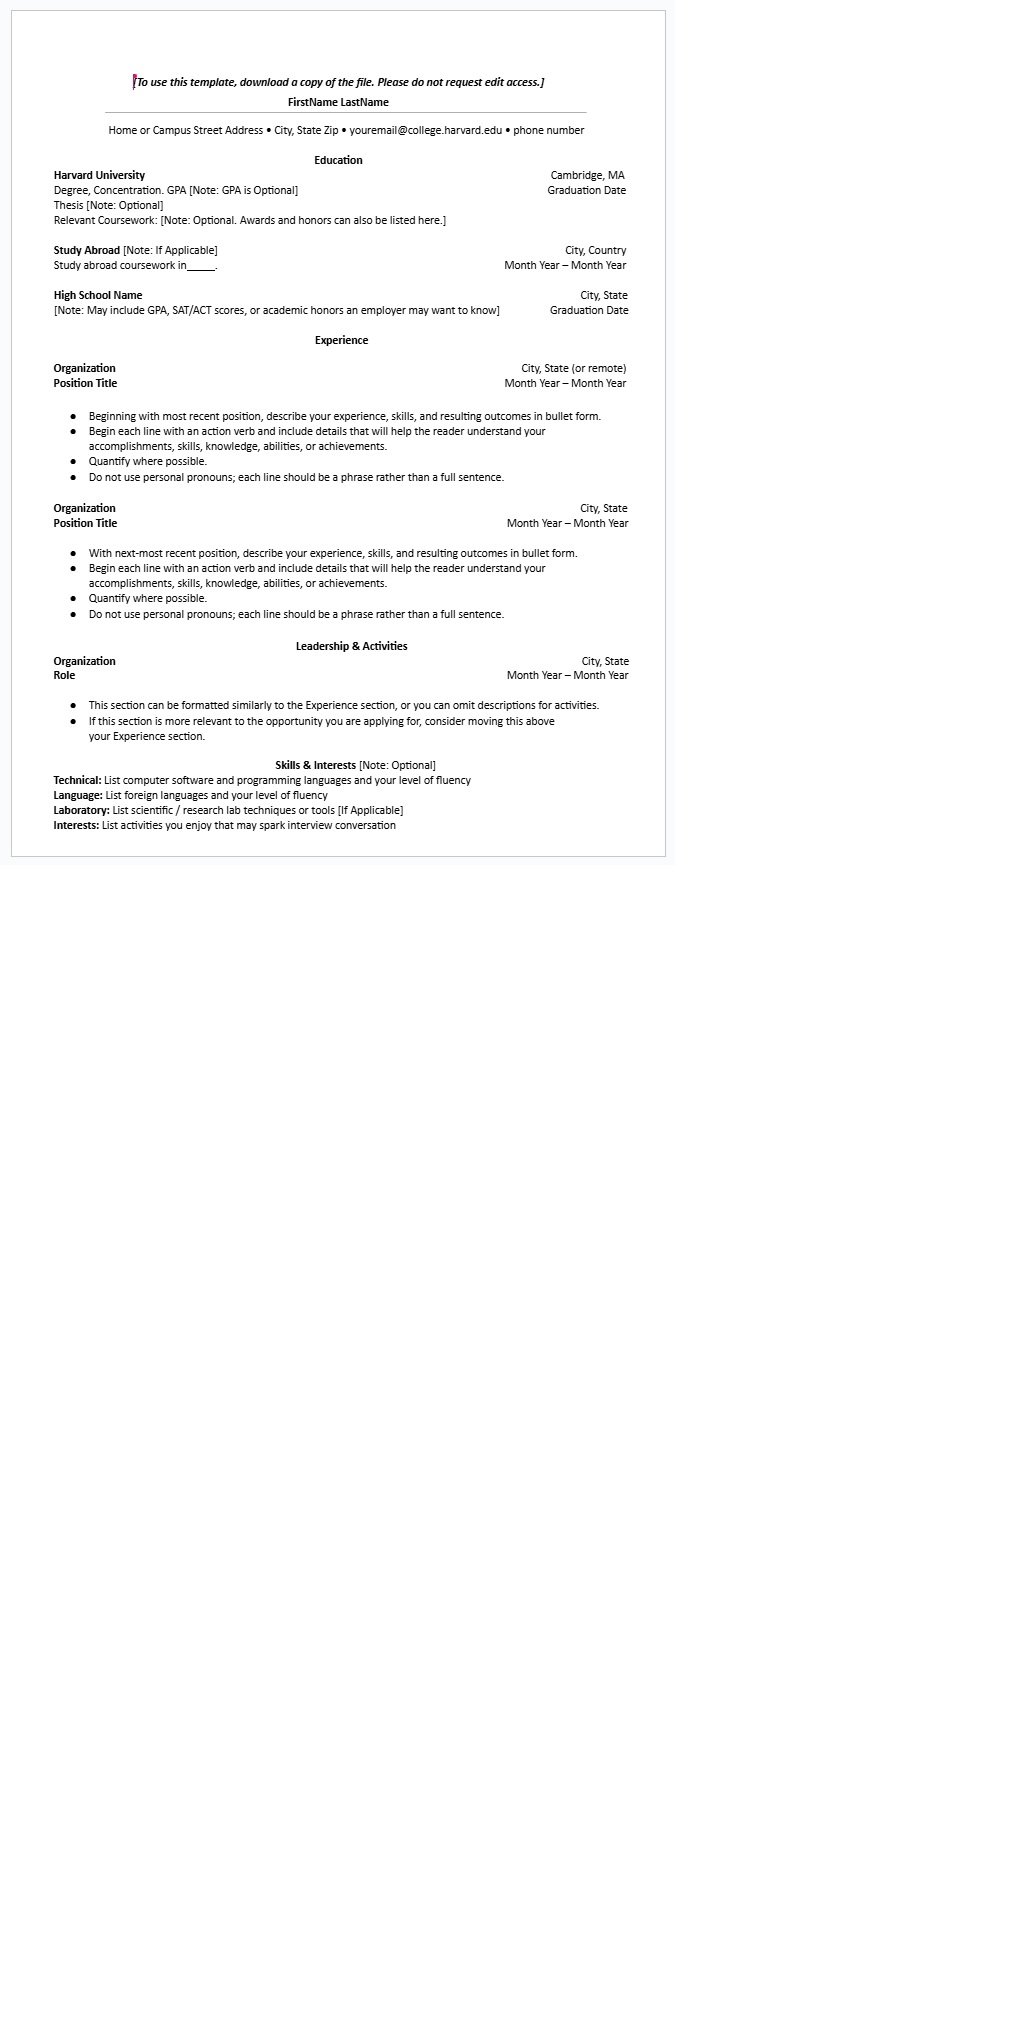 [To use this template, download a copy of the file. Please do not request edit access.]
FirstName LastName
Home or Campus Street Address • City, State Zip • youremail@college.harvard.edu • phone number
Education
Harvard University Cambridge, MA
Degree, Concentration. GPA [Note: GPA is Optional] Graduation Date
Thesis [Note: Optional]
Relevant Coursework: [Note: Optional. Awards and honors can also be listed here.]
Study Abroad [Note: If Applicable] City, Country
Study abroad coursework in_____. Month Year – Month Year
High School Name City, State
[Note: May include GPA, SAT/ACT scores, or academic honors an employer may want to know] Graduation Date
Experience
Organization City, State (or remote)
Position Title Month Year – Month Year
● Beginning with most recent position, describe your experience, skills, and resulting outcomes in bullet form.
● Begin each line with an action verb and include details that will help the reader understand your
accomplishments, skills, knowledge, abilities, or achievements.
● Quantify where possible.
● Do not use personal pronouns; each line should be a phrase rather than a full sentence.
Organization City, State
Position Title Month Year – Month Year
● With next-most recent position, describe your experience, skills, and resulting outcomes in bullet form.
● Begin each line with an action verb and include details that will help the reader understand your
accomplishments, skills, knowledge, abilities, or achievements.
● Quantify where possible.
● Do not use personal pronouns; each line should be a phrase rather than a full sentence.
Leadership & Activities
Organization City, State
Role Month Year – Month Year
● This section can be formatted similarly to the Experience section, or you can omit descriptions for activities.
● If this section is more relevant to the opportunity you are applying for, consider moving this above
your Experience section.
Skills & Interests [Note: Optional]
Technical: List computer software and programming languages and your level of fluency
Language: List foreign languages and your level of fluency
Laboratory: List scientific / research lab techniques or tools [If Applicable]
Interests: List activities you enjoy that may spark interview conversation